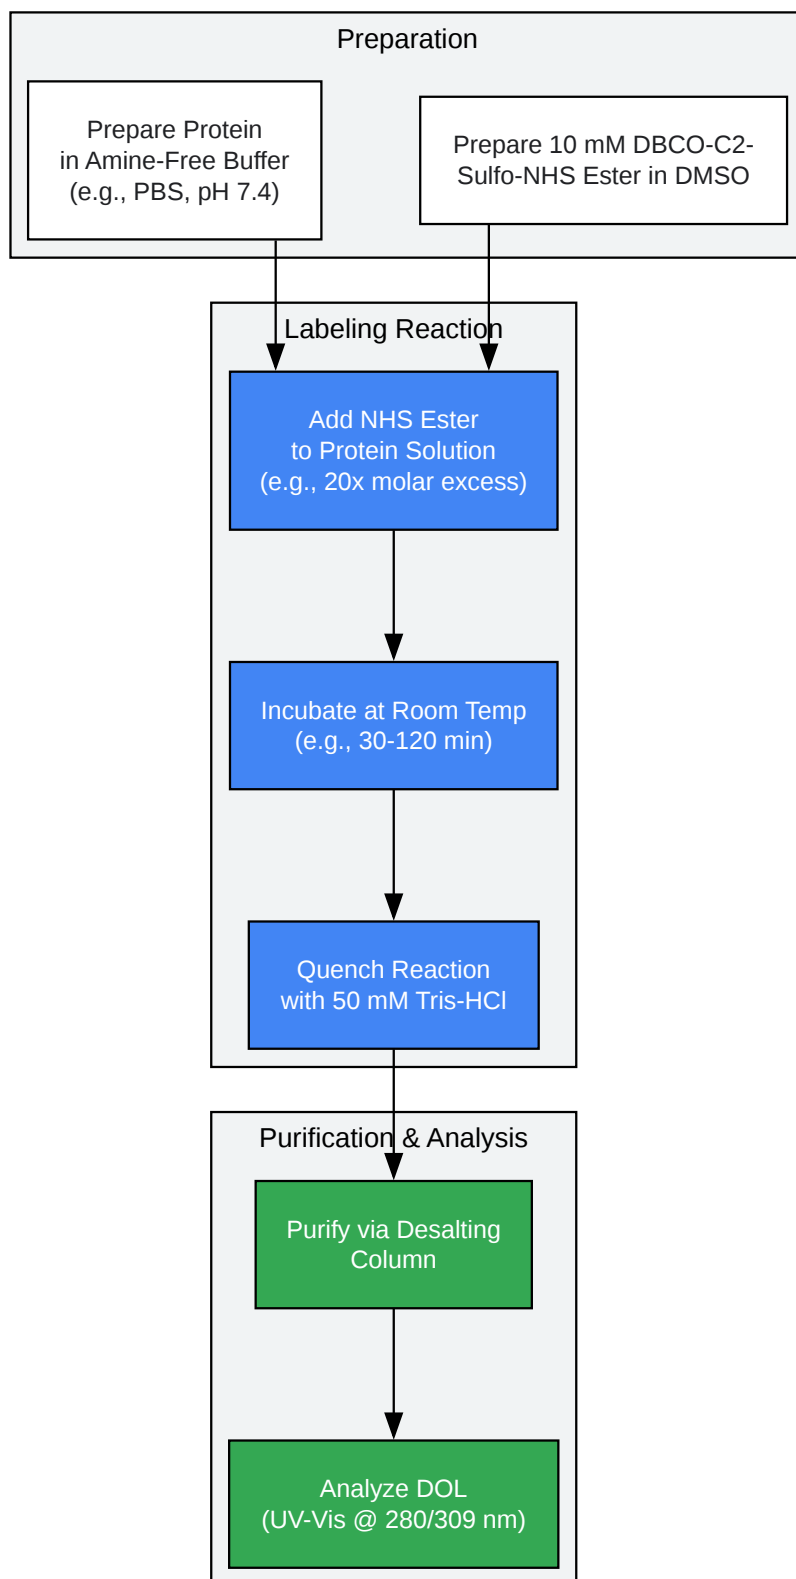 Preparation
Prepare Protein
in Amine-Free Buffer
(e.g., PBS, pH 7.4)
Prepare 10 mM DBCO-C2-
Sulfo-NHS Ester in DMSO
Labeling Reaction
Add NHS Ester
to Protein Solution
(e.g., 20x molar excess)
Incubate at Room Temp
(e.g., 30-120 min)
Quench Reaction
with 50 mM Tris-HCl
Purification & Analysis
Purify via Desalting
Column
Analyze DOL
(UV-Vis @ 280/309 nm)